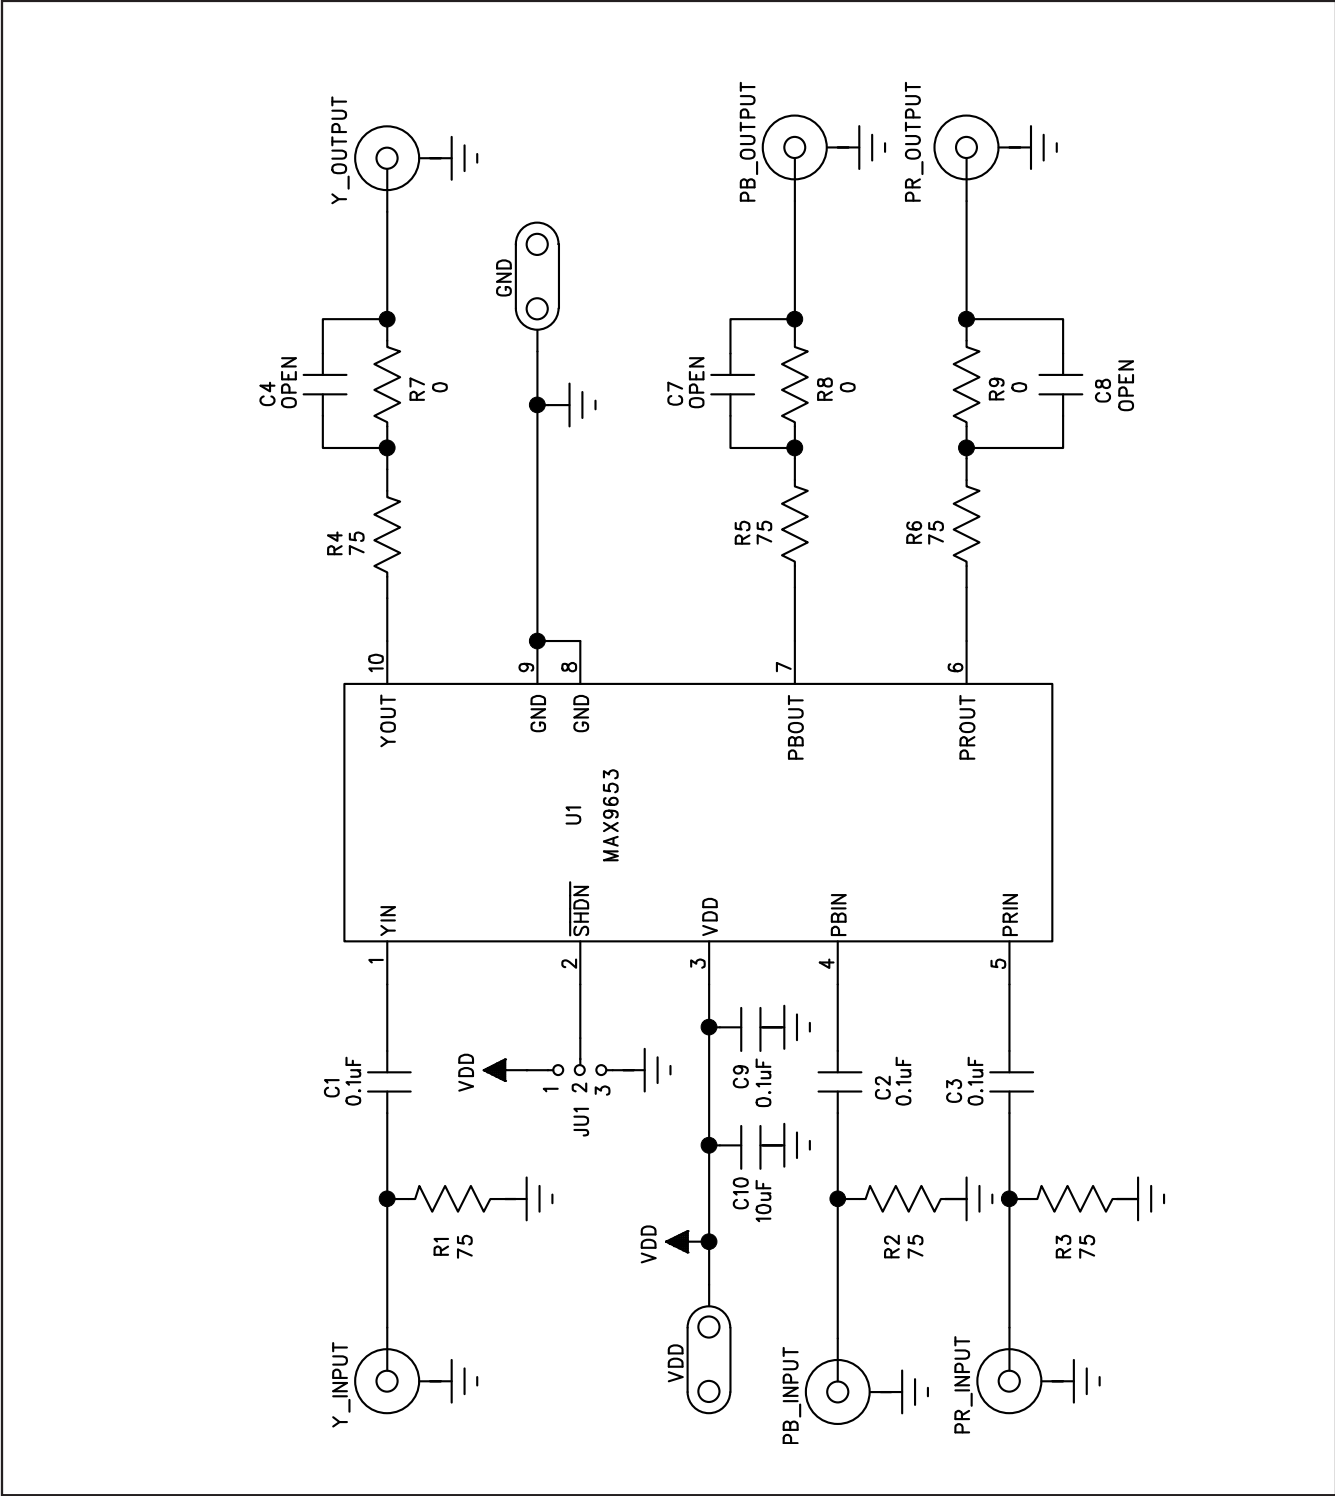 Y_INPUT
R1
75
C1
0.1uF
1
YIN
YOUT
10
R4
75
C4
OPEN
R7
0
Y_OUTPUT
VDD
1
2
3
JU1
2
SHDN
U1
MAX9653
GND
9
GND
8
GND
VDD
VDD
C10
10uF
C9
0.1uF
3
VDD
PB_INPUT
R2
75
C2
0.1uF
4
PBIN
PBOUT
7
R5
75
C7
OPEN
R8
0
PB_OUTPUT
PR_INPUT
R3
75
C3
0.1uF
5
PRIN
PROUT
6
R6
75
R9
0
C8
OPEN
PR_OUTPUT